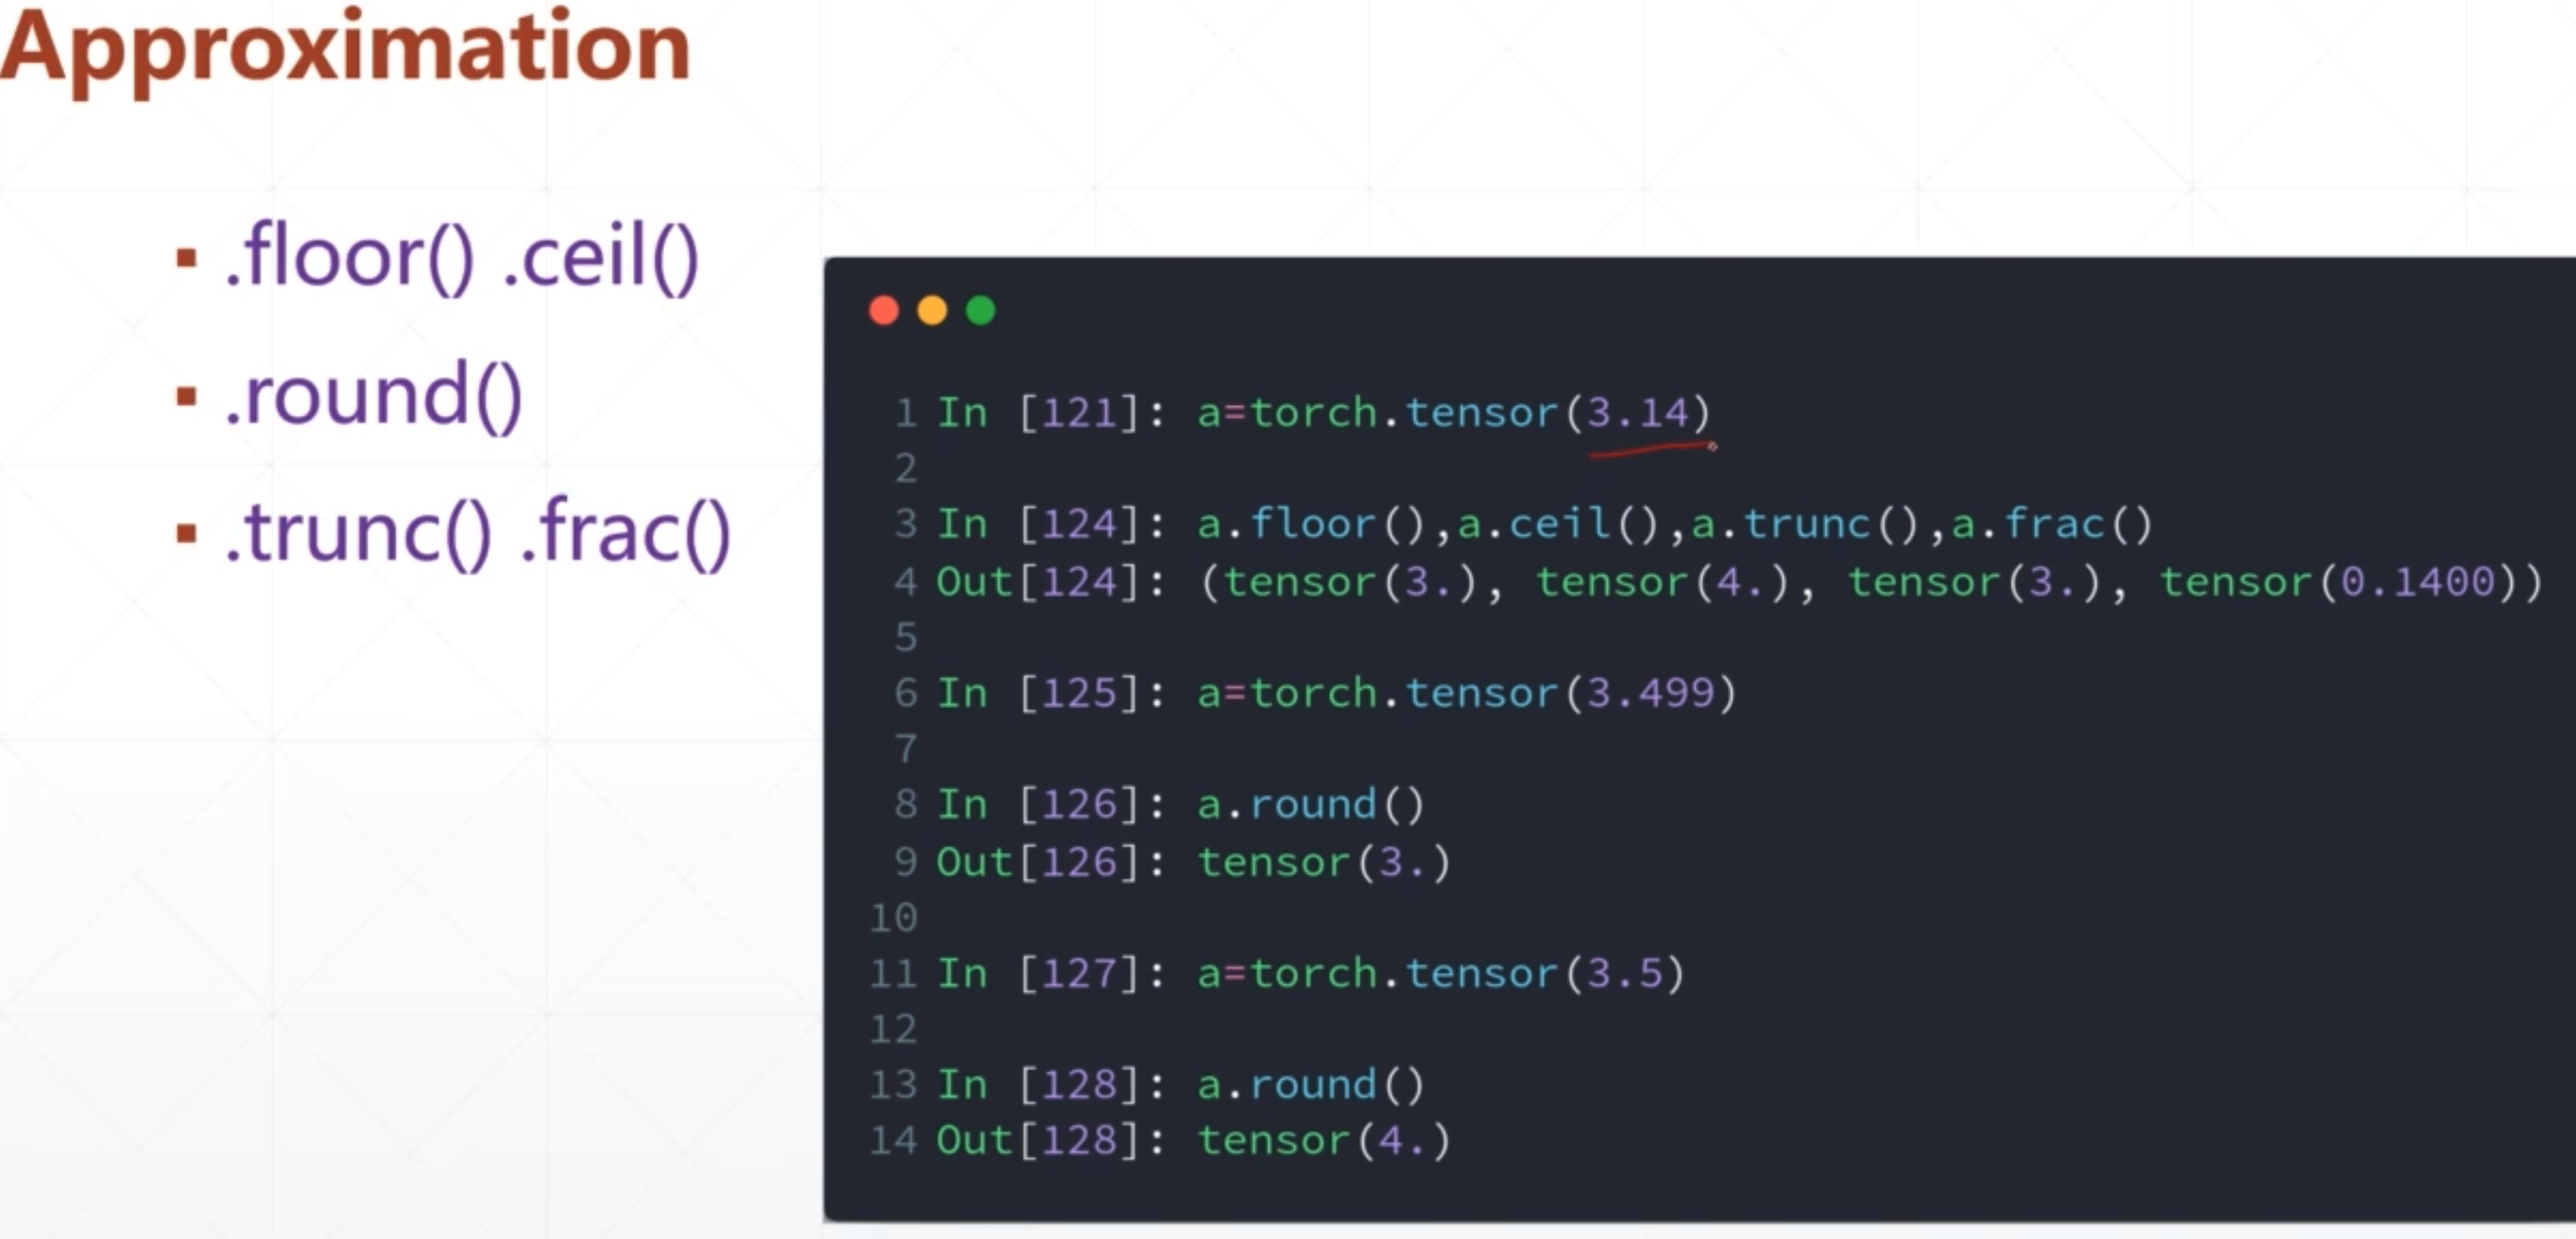 Approximation
▪ .floor() .ceil()
▪ .round()
▪ .trunc() .frac()
1 In [121]: a=torch.tensor(3.14)
2
3 In [124]: a.floor(),a.ceil(),a.trunc(),a.frac()
4 Out[124]: (tensor(3.), tensor(4.), tensor(3.), tensor(0.1400))
5
6 In [125]: a=torch.tensor(3.499)
7
8 In [126]: a.round()
9 Out[126]: tensor(3.)
10
11 In [127]: a=torch.tensor(3.5)
12
13 In [128]: a.round()
14 Out[128]: tensor(4.)